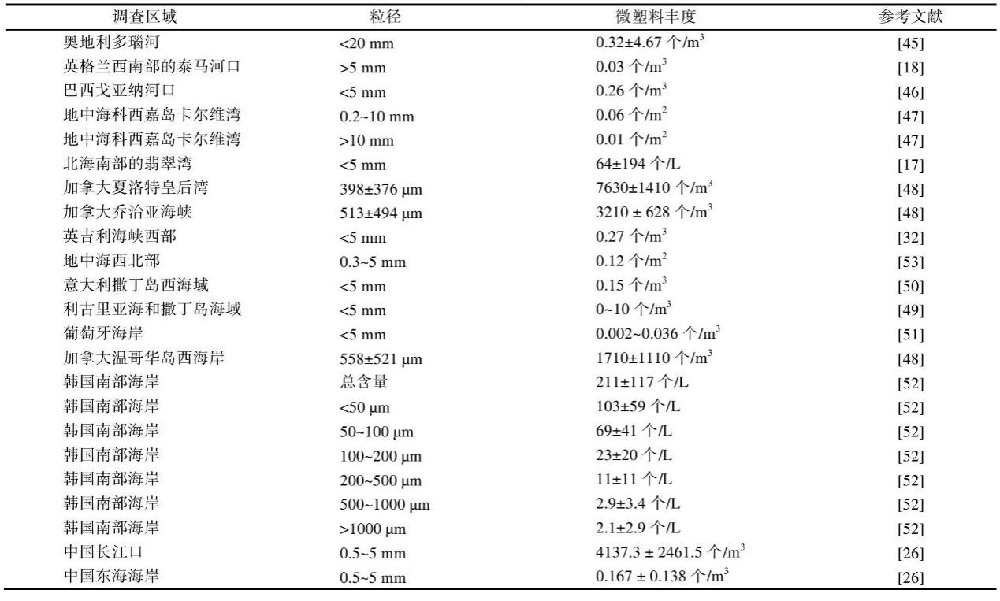 调查区域 粒径 微塑料丰度 参考文献
奥地利多瑙河 <20 mm 0.32±4.67 个/m³ [45]
英格兰西南部的泰马河口 >5 mm 0.03 个/m³ [18]
巴西戈亚纳河口 <5 mm 0.26 个/m³ [46]
地中海科西嘉岛卡尔维湾 0.2~10 mm 0.06 个/m² [47]
地中海科西嘉岛卡尔维湾 >10 mm 0.01 个/m² [47]
北海南部的翡翠湾 <5 mm 64±194 个/L [17]
加拿大夏洛特皇后湾 398±376 μm 7630±1410 个/m³ [48]
加拿大乔治亚海峡 513±494 μm 3210 ± 628 个/m³ [48]
英吉利海峡西部 <5 mm 0.27 个/m³ [32]
地中海西北部 0.3~5 mm 0.12 个/m² [53]
意大利撒丁岛西海域 <5 mm 0.15 个/m³ [50]
利古里亚海和撒丁岛海域 <5 mm 0~10 个/m³ [49]
葡萄牙海岸 <5 mm 0.002~0.036 个/m³ [51]
加拿大温哥华岛西海岸 558±521 μm 1710±1110 个/m³ [48]
韩国南部海岸 总含量 211±117 个/L [52]
韩国南部海岸 <50 μm 103±59 个/L [52]
韩国南部海岸 50~100 μm 69±41 个/L [52]
韩国南部海岸 100~200 μm 23±20 个/L [52]
韩国南部海岸 200~500 μm 11±11 个/L [52]
韩国南部海岸 500~1000 μm 2.9±3.4 个/L [52]
韩国南部海岸 >1000 μm 2.1±2.9 个/L [52]
中国长江口 0.5~5 mm 4137.3 ± 2461.5 个/m³ [26]
中国东海海岸 0.5~5 mm 0.167 ± 0.138 个/m³ [26]